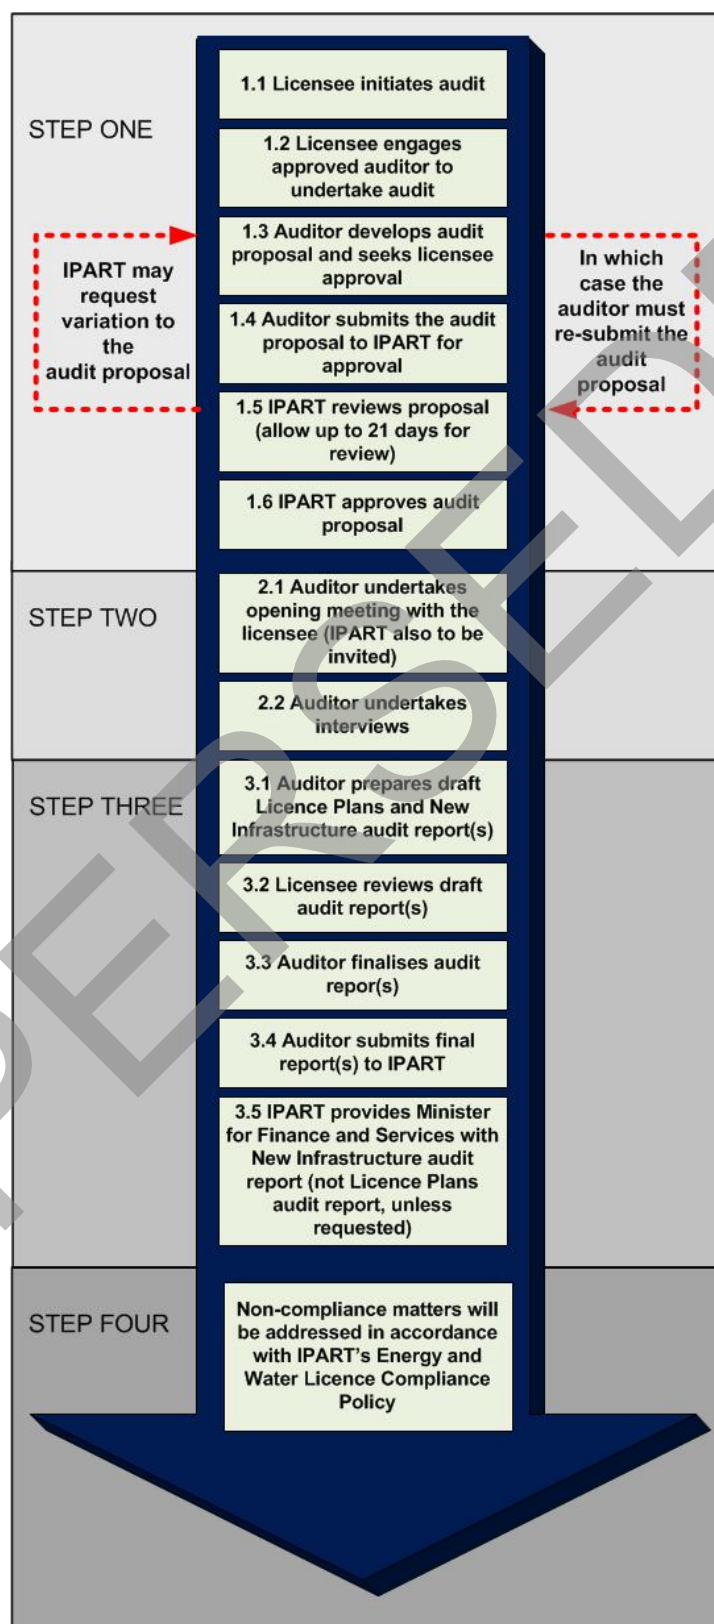 STEP ONE
1.1 Licensee initiates audit
1.2 Licensee engages
approved auditor to
undertake audit
1.3 Auditor develops audit
proposal and seeks licensee
approval
IPART may
request
variation to
the
audit proposal
In which
case the
auditor must
re-submit the
audit
proposal
1.4 Auditor submits the audit
proposal to IPART for
approval
1.5 IPART reviews proposal
(allow up to 21 days for
review)
1.6 IPART approves audit
proposal
STEP TWO
2.1 Auditor undertakes
opening meeting with the
licensee (IPART also to be
invited)
2.2 Auditor undertakes
interviews
STEP THREE
3.1 Auditor prepares draft
Licence Plans and New
Infrastructure audit report(s)
3.2 Licensee reviews draft
audit report(s)
3.3 Auditor finalises audit
repor(s)
3.4 Auditor submits final
report(s) to IPART
3.5 IPART provides Minister
for Finance and Services with
New Infrastructure audit
report (not Licence Plans
audit report, unless
requested)
STEP FOUR
Non-compliance matters will
be addressed in accordance
with IPART's Energy and
Water Licence Compliance
Policy
PERSED